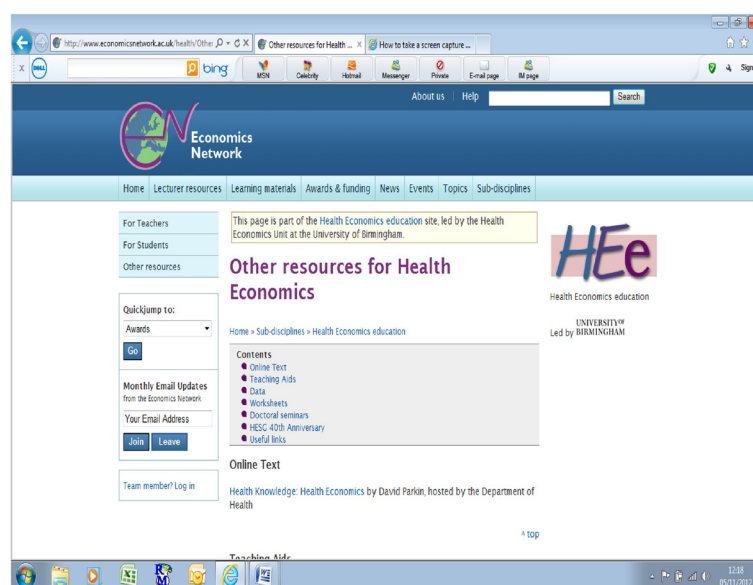 http://www.economicsnetwork.ac.uk/health/Other
Other resources for Health ...
How to take a screen capture ...
x DELL bing MSN Celebrity Hotmail Messenger Private E-mail page IM page Sign
About us | Help Search
Economics
Network
Home Lecturer resources Learning materials Awards & funding News Events Topics Sub-disciplines
For Teachers
For Students
Other resources
Quickjump to:
Awards
Go
Monthly Email Updates
from the Economics Network
Your Email Address
Join Leave
Team member? Log in
This page is part of the Health Economics education site, led by the Health
Economics Unit at the University of Birmingham.
Other resources for Health
Economics
Home » Sub-disciplines » Health Economics education
Contents
Online Text
Teaching Aids
Data
Worksheets
Doctoral seminars
HESG 40th Anniversary
Useful links
Online Text
Health Knowledge: Health Economics by David Parkin, hosted by the Department of
Health
^ top
Teaching Aids
HEe
Health Economics education
Led by UNIVERSITY OF BIRMINGHAM
12:18
05/11/2012